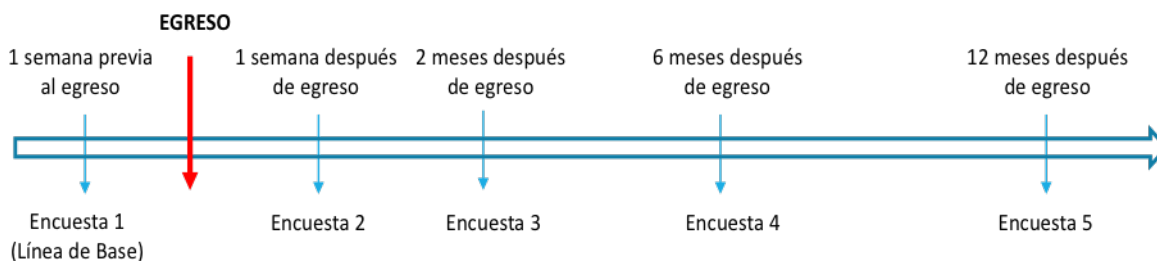 EGRESO
1 semana previa
al egreso
1 semana después
de egreso
2 meses después
de egreso
6 meses después
de egreso
12 meses después
de egreso
Encuesta 1
(Línea de Base)
Encuesta 2
Encuesta 3
Encuesta 4
Encuesta 5